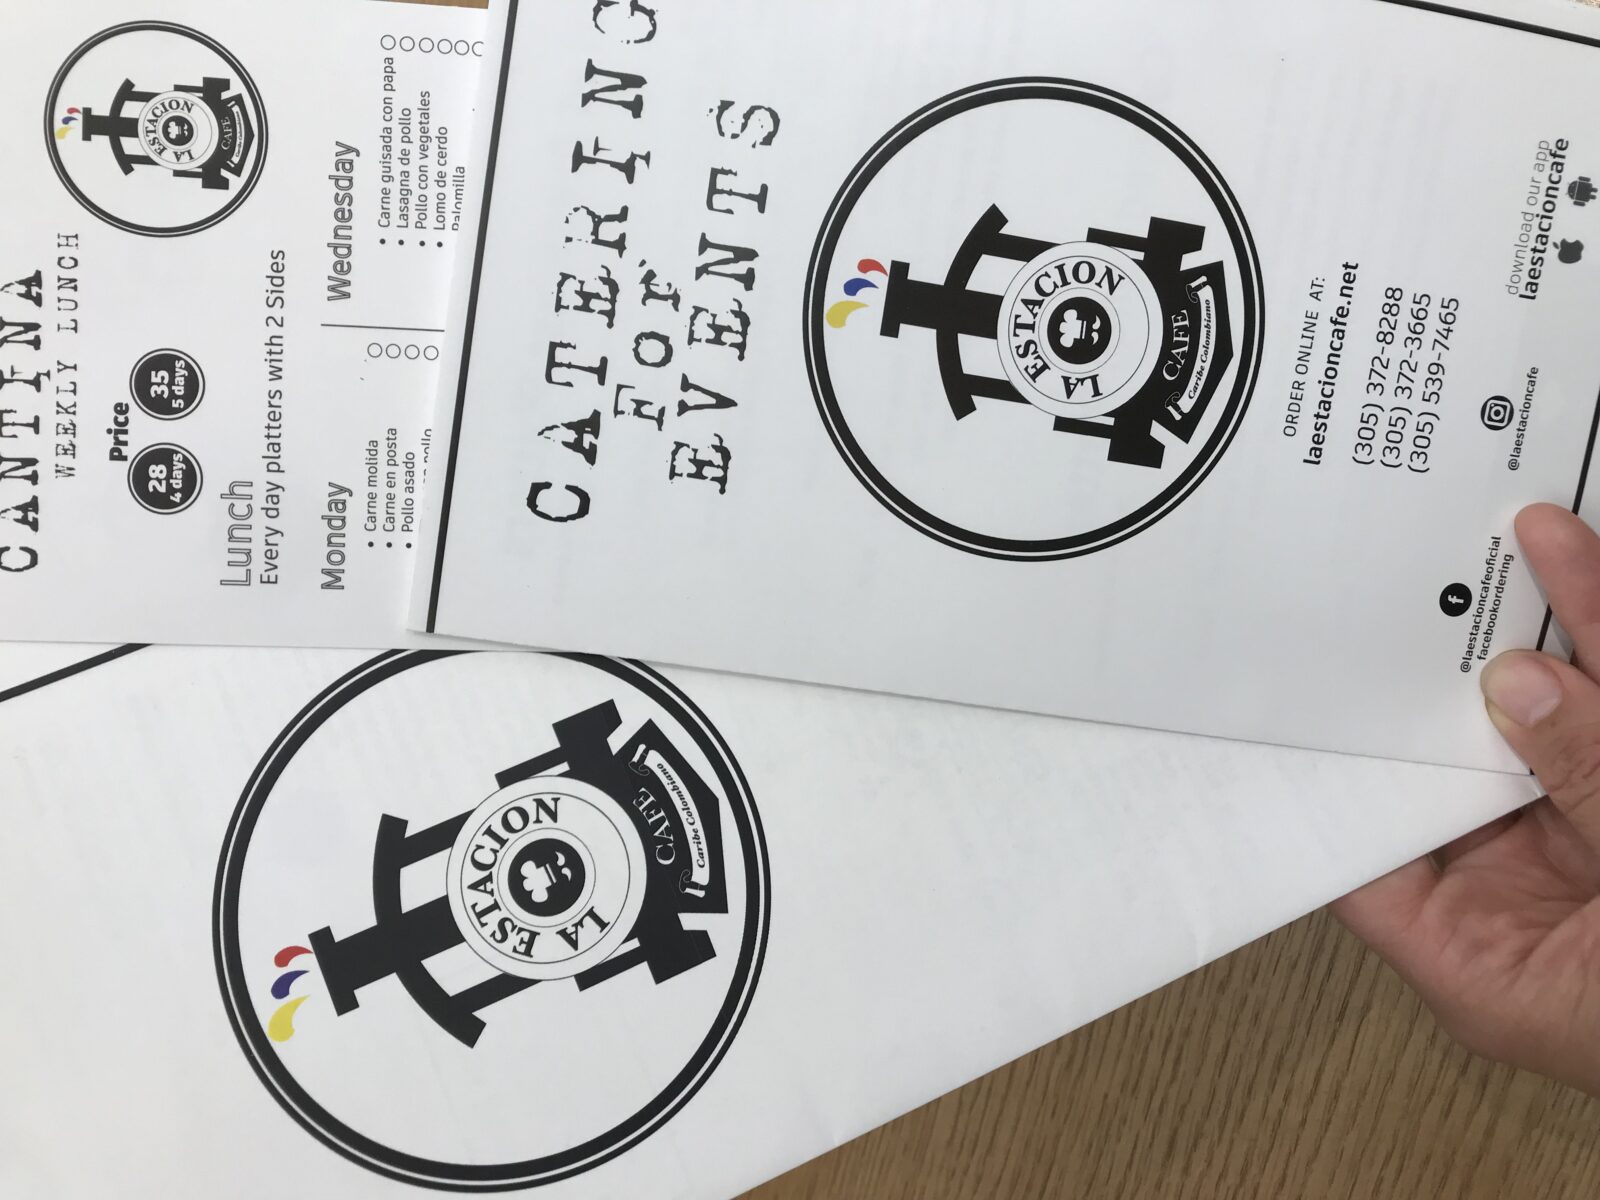 CANTINA
WEEKLY LUNCH
Price
28
4 days
35
5 days
LA ESTACION
CAFE
Lunch
Every day platters with 2 Sides
Monday
• Carne molida
• Carne en posta
• Pollo asado
pollo
Wednesday
• Carne guisada con papa
• Lasagna de pollo
• Pollo con vegetales
• Lomo de cerdo
Palomilla
CATERING
For
EVENTS
LA ESTACION
CAFE
Caribe Colombiano
ORDER ONLINE AT:
laestacioncafe.net
(305) 372-8288
(305) 372-3665
(305) 539-7465
@laestacioncafeoficial
facebookordering
@laestacioncafe
download our app
laestacioncafe
LA ESTACION
CAFE
Caribe Colombiano